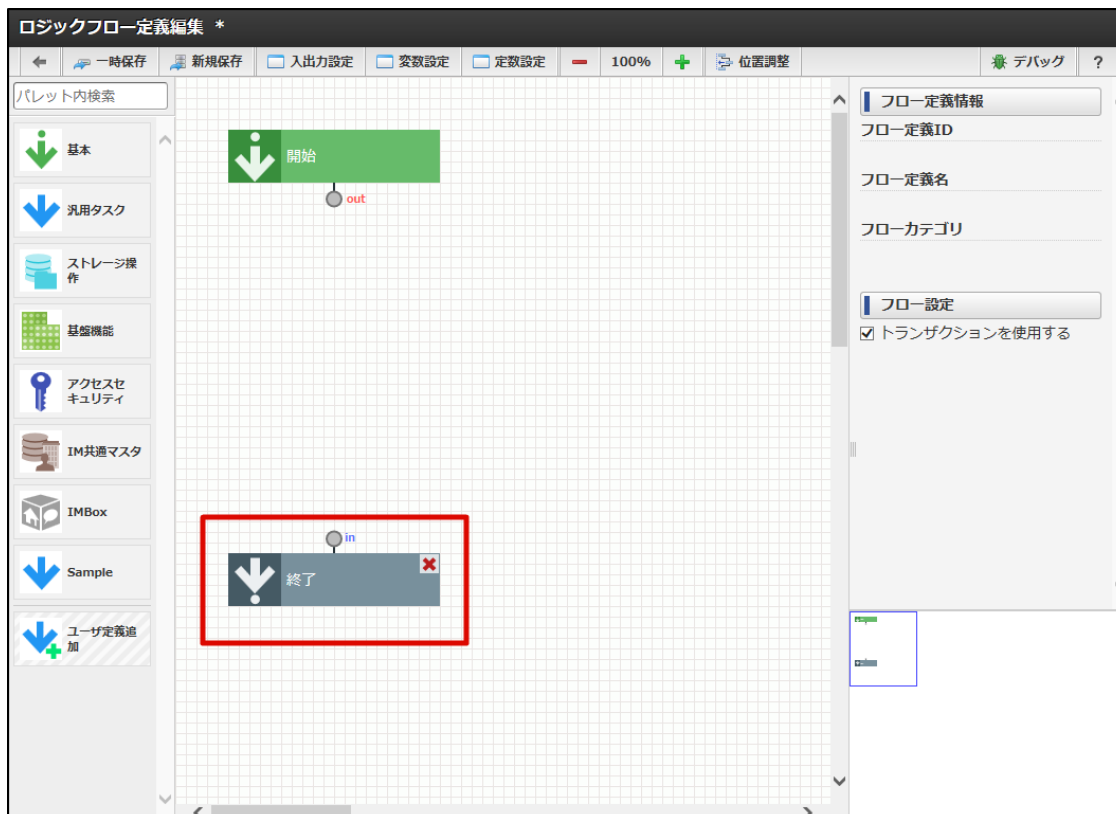 ロジックフロー定義編集 *
一時保存 新規保存 入出力設定 変数設定 定数設定 100% 位置調整 デバッグ ?
パレット内検索
基本
汎用タスク
ストレージ操
作
基盤機能
アクセスセ
キュリティ
IM共通マスタ
IMBox
Sample
ユーザ定義追
加
開始
out
in
終了
フロー定義情報
フロー定義ID
フロー定義名
フローカテゴリ
フロー設定
トランザクションを使用する